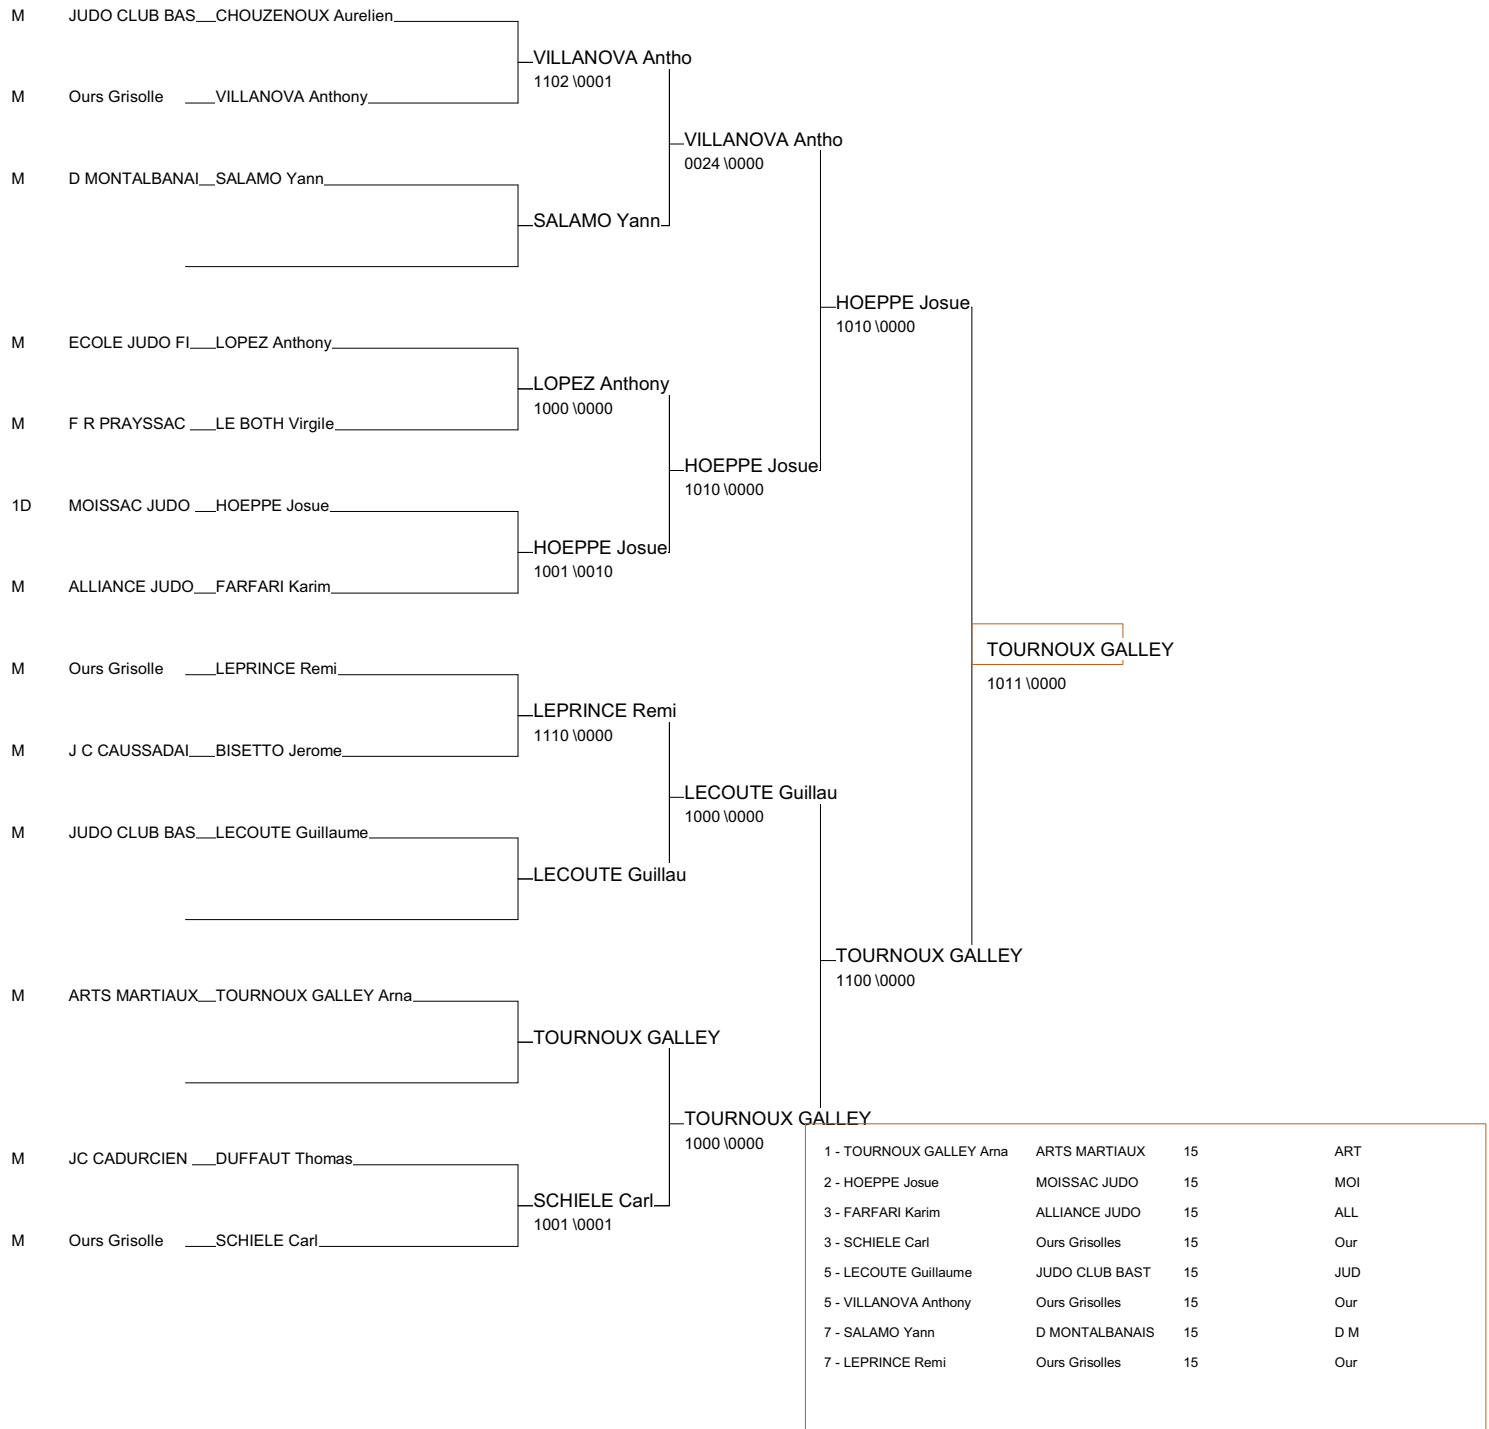 M JUDO CLUB BAS CHOUZENOUX Aurelien
VILLANOVA Antho
1102 \0001
M Ours Grisolle VILLANOVA Anthony
VILLANOVA Antho
0024 \0000
M D MONTALBANAI SALAMO Yann
SALAMO Yann
HOEPPE Josue
1010 \0000
M ECOLE JUDO FI LOPEZ Anthony
LOPEZ Anthony
1000 \0000
M F R PRAYSSAC LE BOTH Virgile
HOEPPE Josue
1010 \0000
1D MOISSAC JUDO HOEPPE Josue
HOEPPE Josue
1001 \0010
M ALLIANCE JUDO FARFARI Karim
TOURNOUX GALLEY
1011 \0000
M Ours Grisolle LEPRINCE Remi
LEPRINCE Remi
1110 \0000
M J C CAUSSADAI BISETTO Jerome
LECOUTE Guillau
1000 \0000
M JUDO CLUB BAS LECOUTE Guillaume
LECOUTE Guillau
TOURNOUX GALLEY
1100 \0000
M ARTS MARTIAUX TOURNOUX GALLEY Arna
TOURNOUX GALLEY
TOURNOUX GALLEY
1000 \0000
M JC CADURCIEN DUFFAUT Thomas
SCHIELE Carl
1001 \0001
M Ours Grisolle SCHIELE Carl
1 - TOURNOUX GALLEY Arna ARTS MARTIAUX 15 ART
2 - HOEPPE Josue MOISSAC JUDO 15 MOI
3 - FARFARI Karim ALLIANCE JUDO 15 ALL
3 - SCHIELE Carl Ours Grisolles 15 Our
5 - LECOUTE Guillaume JUDO CLUB BAST 15 JUD
5 - VILLANOVA Anthony Ours Grisolles 15 Our
7 - SALAMO Yann D MONTALBANAIS 15 D M
7 - LEPRINCE Remi Ours Grisolles 15 Our